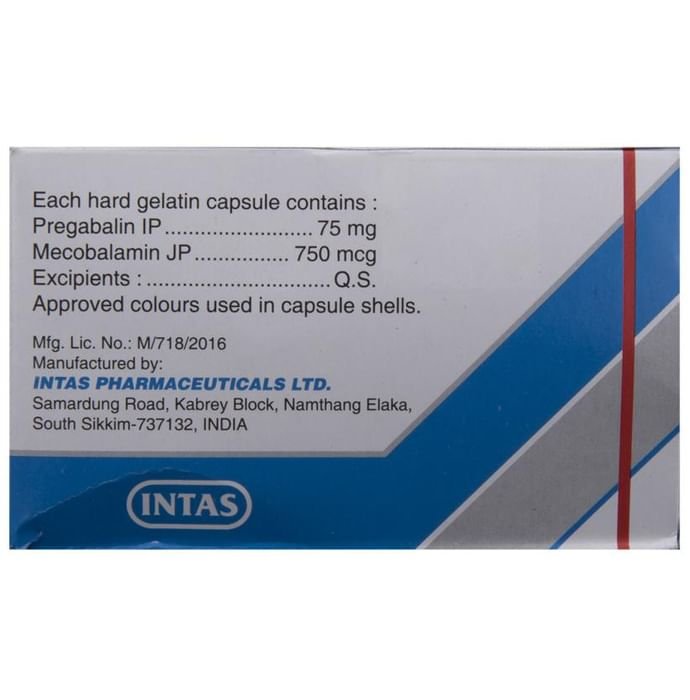 Each hard gelatin capsule contains :
Pregabalin IP......................... 75 mg
Mecobalamin JP................ 750 mcg
Excipients : ............................... Q.S.
Approved colours used in capsule shells.
Mfg. Lic. No.: M/718/2016
Manufactured by:
INTAS PHARMACEUTICALS LTD.
Samardung Road, Kabrey Block, Namthang Elaka,
South Sikkim-737132, INDIA
INTAS